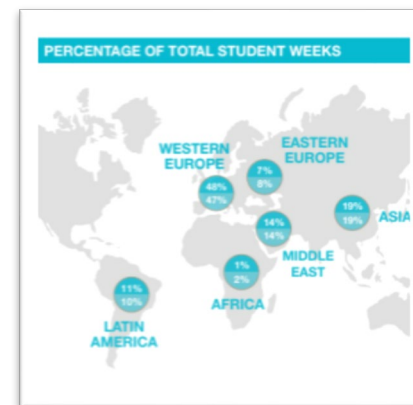 PERCENTAGE OF TOTAL STUDENT WEEKS
WESTERN
EUROPE
48%
47%
EASTERN
EUROPE
7%
8%
19%
19%
ASIA
14%
14%
MIDDLE
EAST
1%
2%
AFRICA
11%
10%
LATIN
AMERICA